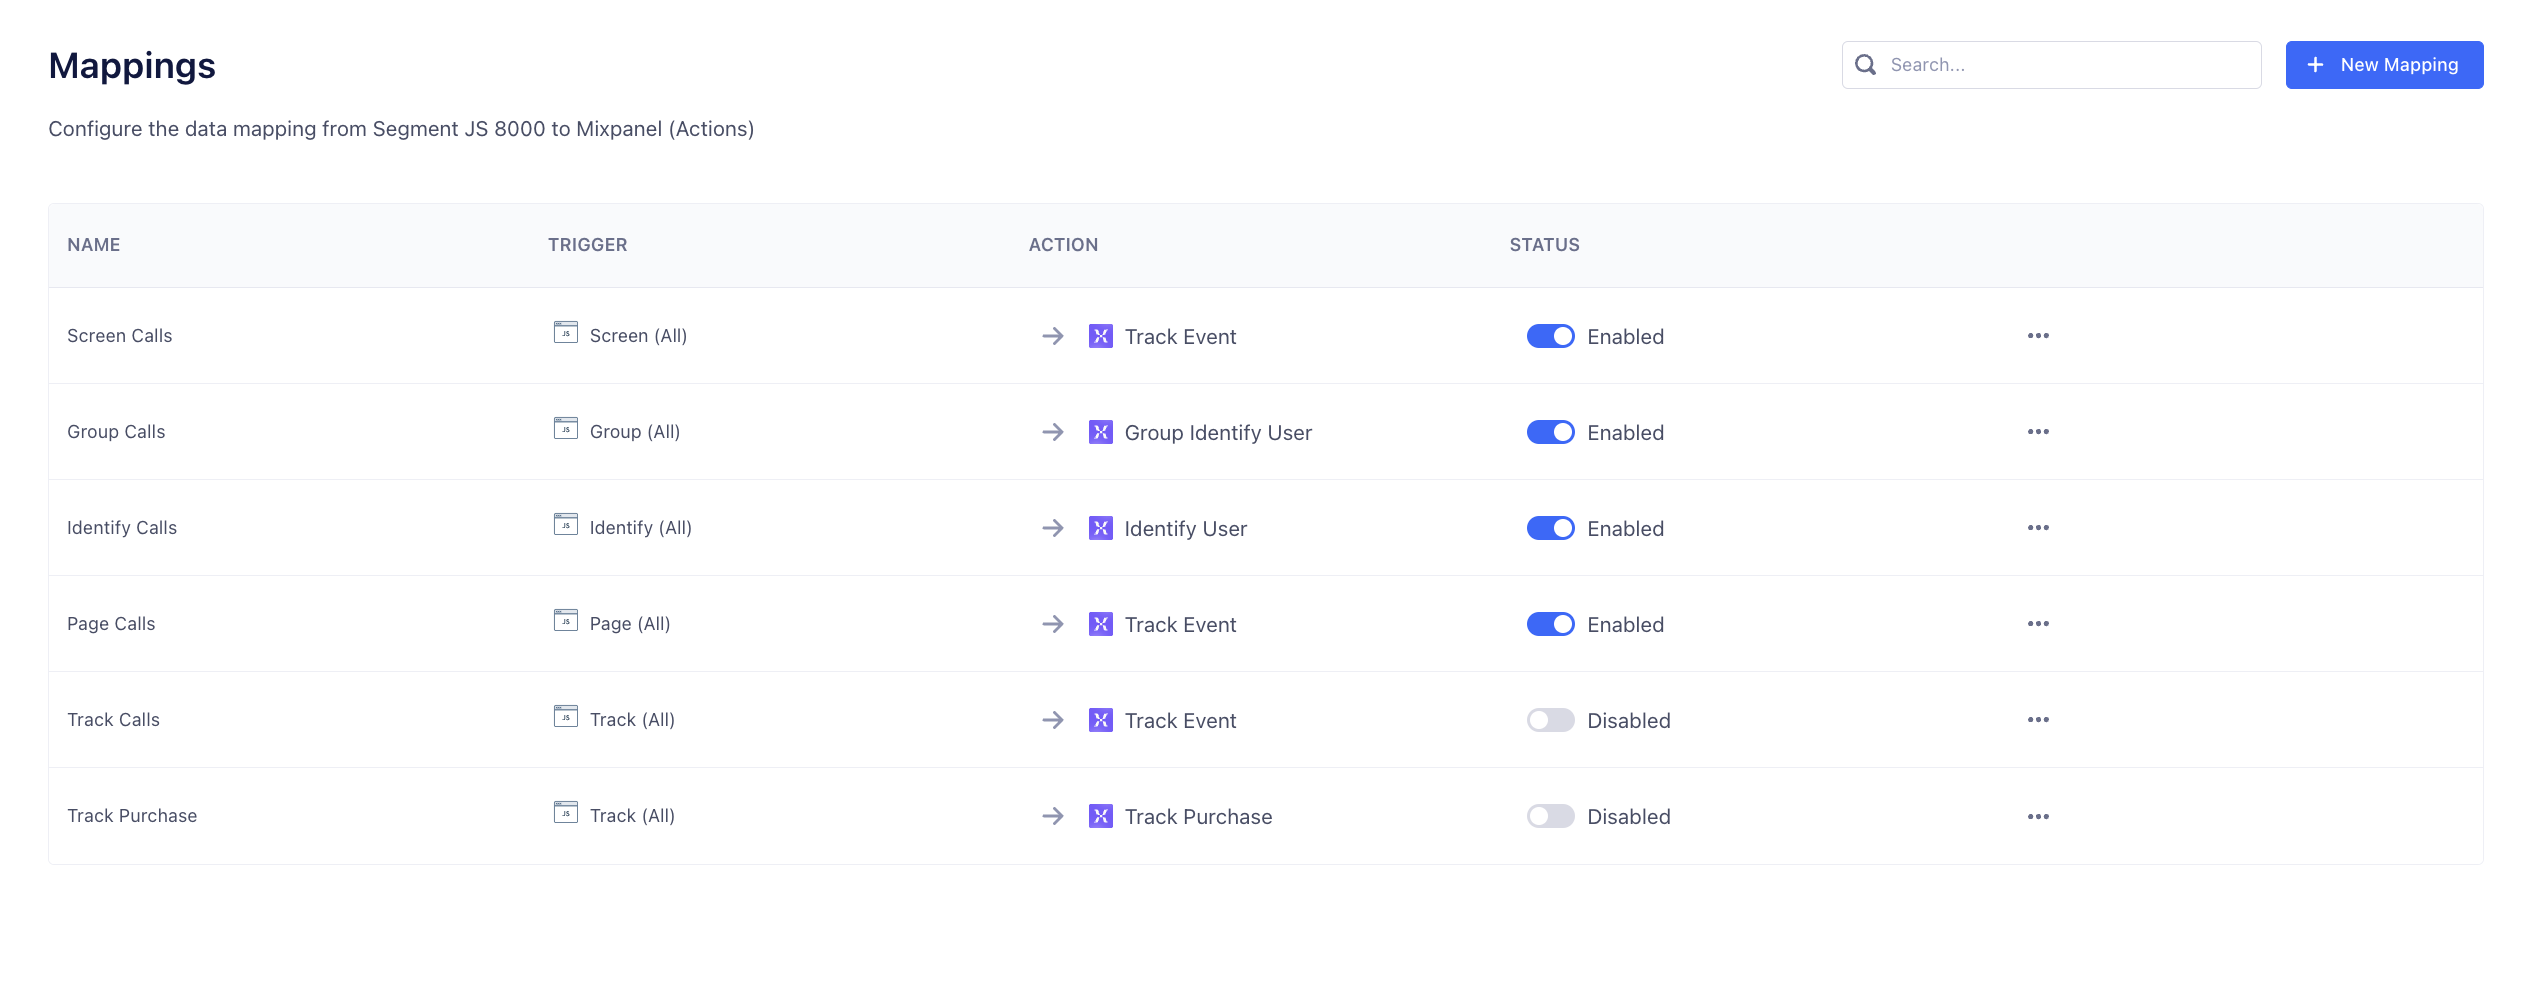 Mappings
Search...
+ New Mapping
Configure the data mapping from Segment JS 8000 to Mixpanel (Actions)
NAME TRIGGER ACTION STATUS
Screen Calls JS Screen (All) Track Event Enabled
Group Calls JS Group (All) Group Identify User Enabled
Identify Calls JS Identify (All) Identify User Enabled
Page Calls JS Page (All) Track Event Enabled
Track Calls JS Track (All) Track Event Disabled
Track Purchase JS Track (All) Track Purchase Disabled